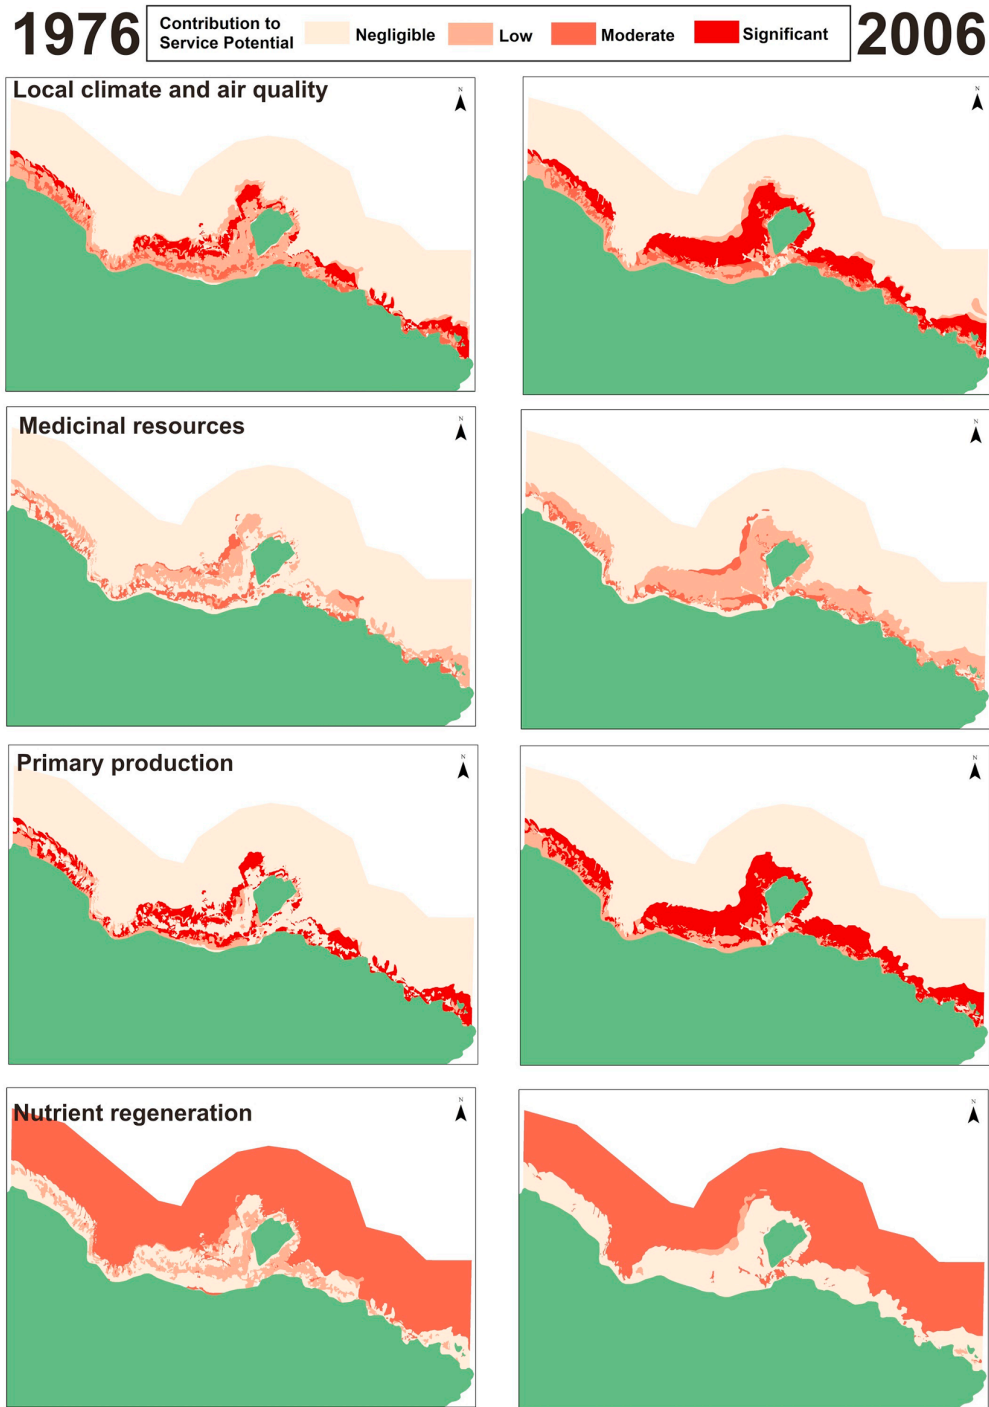 1976
Contribution to
Service Potential
Negligible
Low
Moderate
Significant
2006
Local climate and air quality
N
N
Medicinal resources
N
N
Primary production
N
N
Nutrient regeneration
N
N